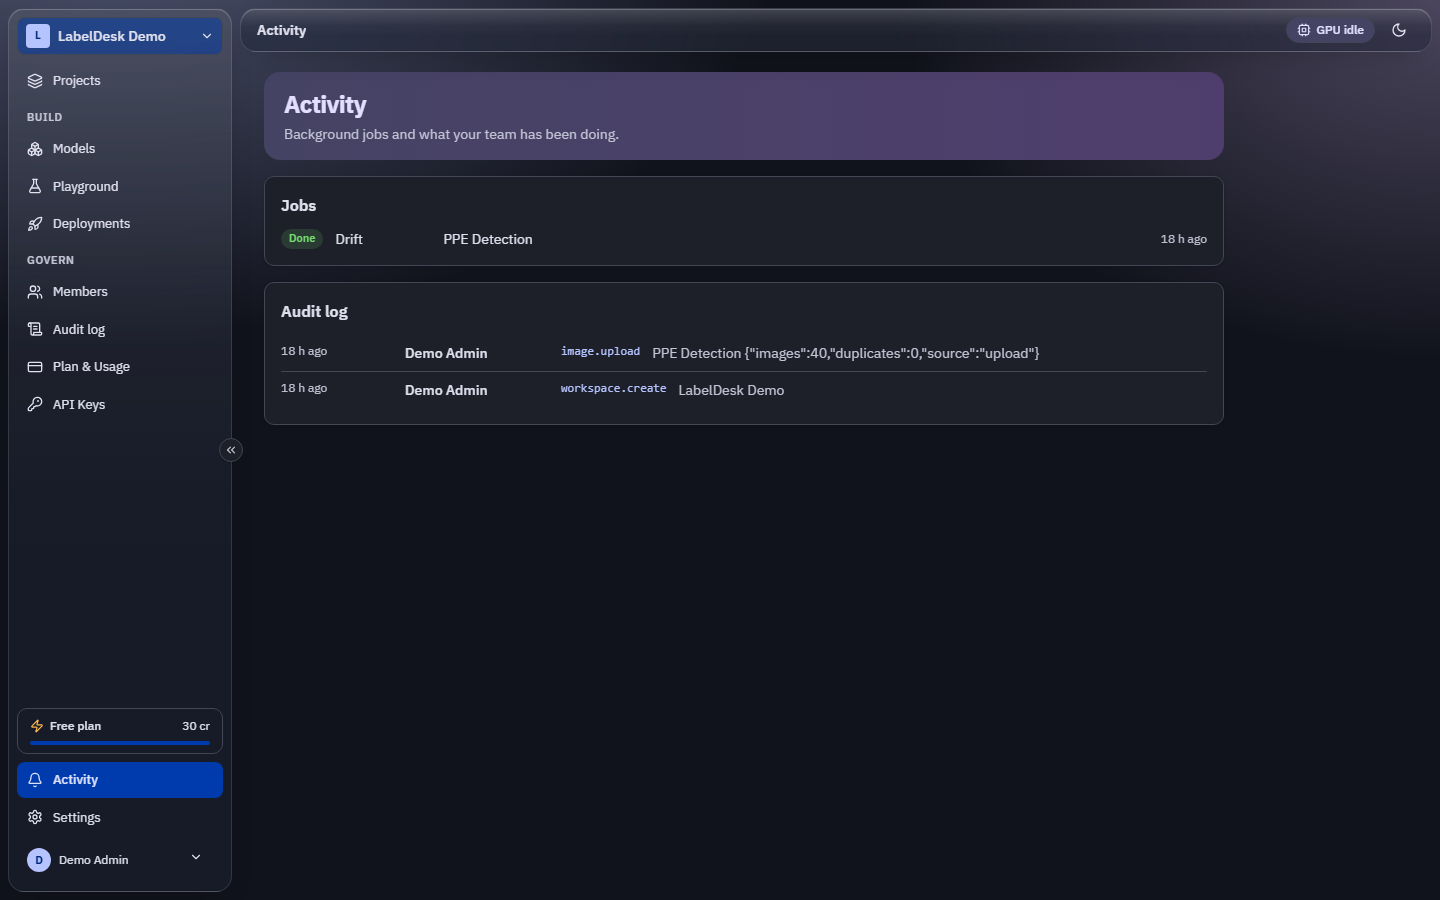 L LabelDesk Demo
Projects
BUILD
Models
Playground
Deployments
GOVERN
Members
Audit log
Plan & Usage
API Keys
Free plan 30 cr
Activity
Settings
D Demo Admin
Activity GPU idle
Activity
Background jobs and what your team has been doing.
Jobs
Done Drift PPE Detection 18 h ago
Audit log
18 h ago Demo Admin image.upload PPE Detection {"images":40,"duplicates":0,"source":"upload"}
18 h ago Demo Admin workspace.create LabelDesk Demo